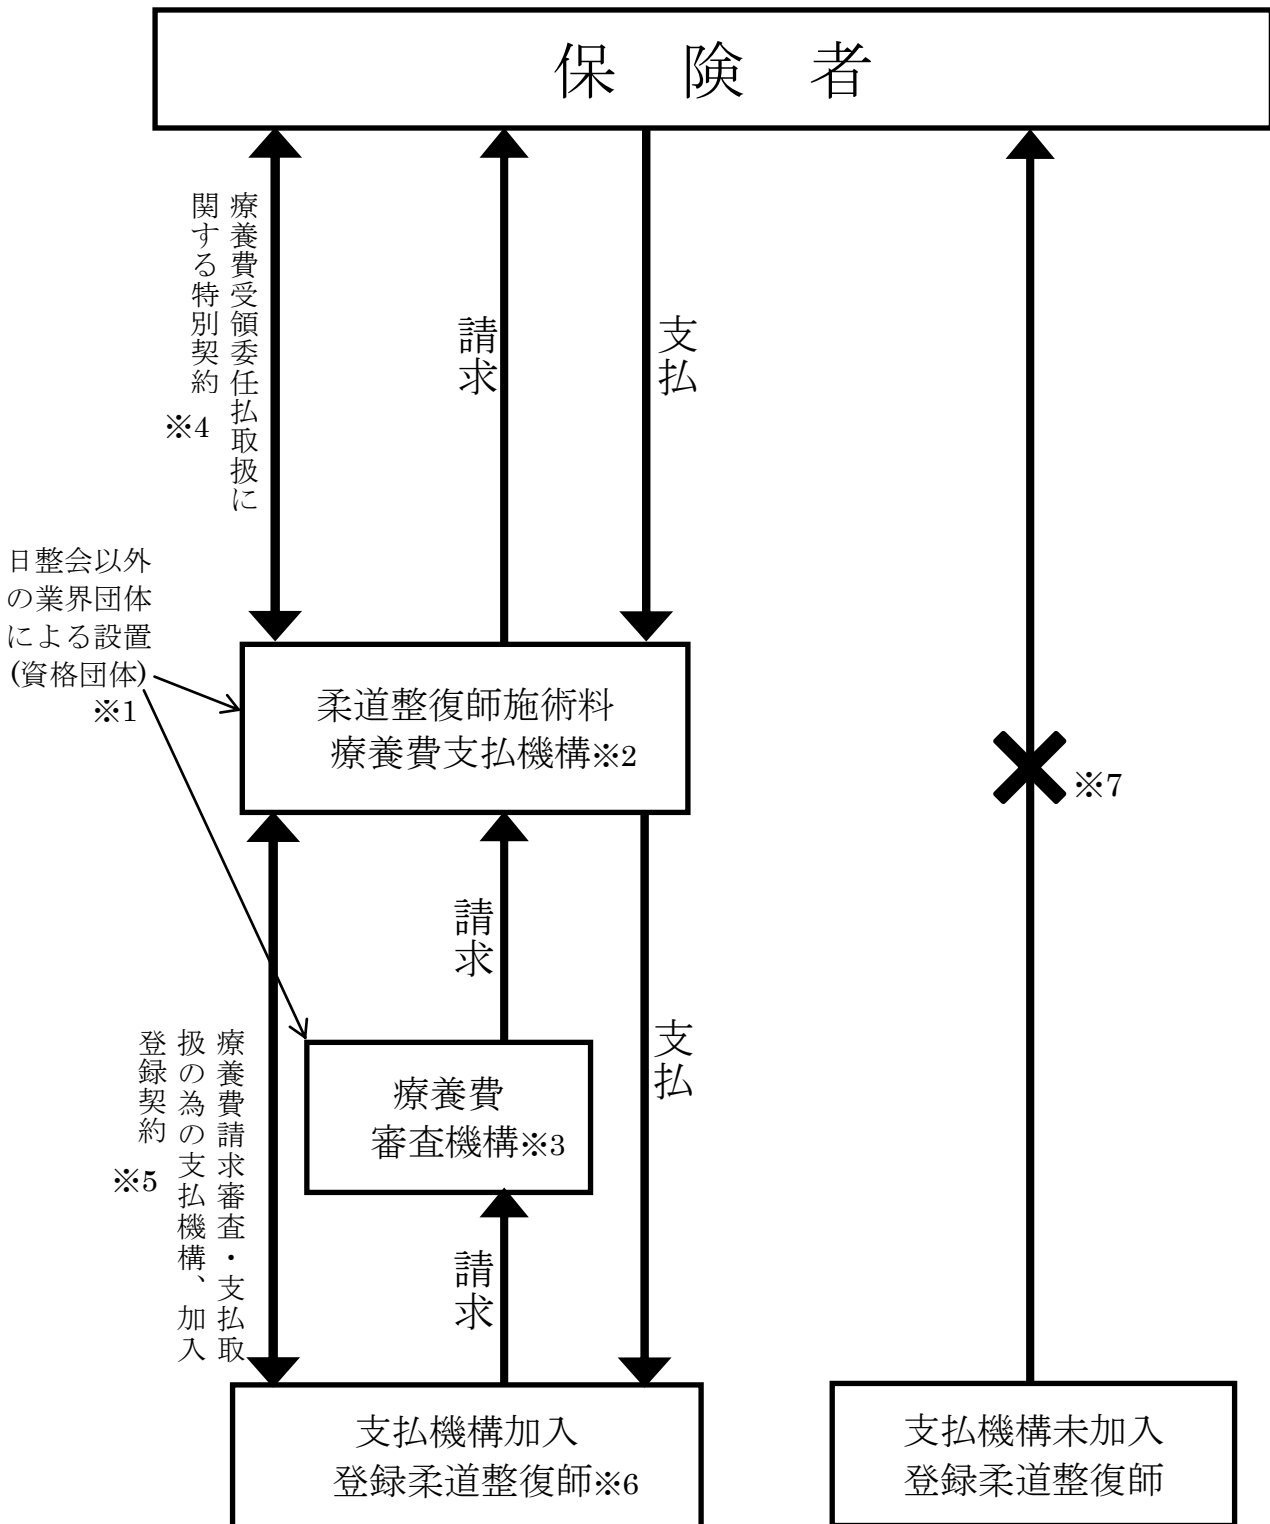 保 険 者
療養費受領委任払取扱に
関する特別契約
※4
請求
支払
日整会以外
の業界団体
による設置
(資格団体)
※1
柔道整復師施術料
療養費支払機構※2
※7
請求
支払
療養費
審査機構※3
療養費請求審査・支払取
扱の為の支払機構、加入
登録契約
※5
請求
支払機構加入
登録柔道整復師※6
支払機構未加入
登録柔道整復師